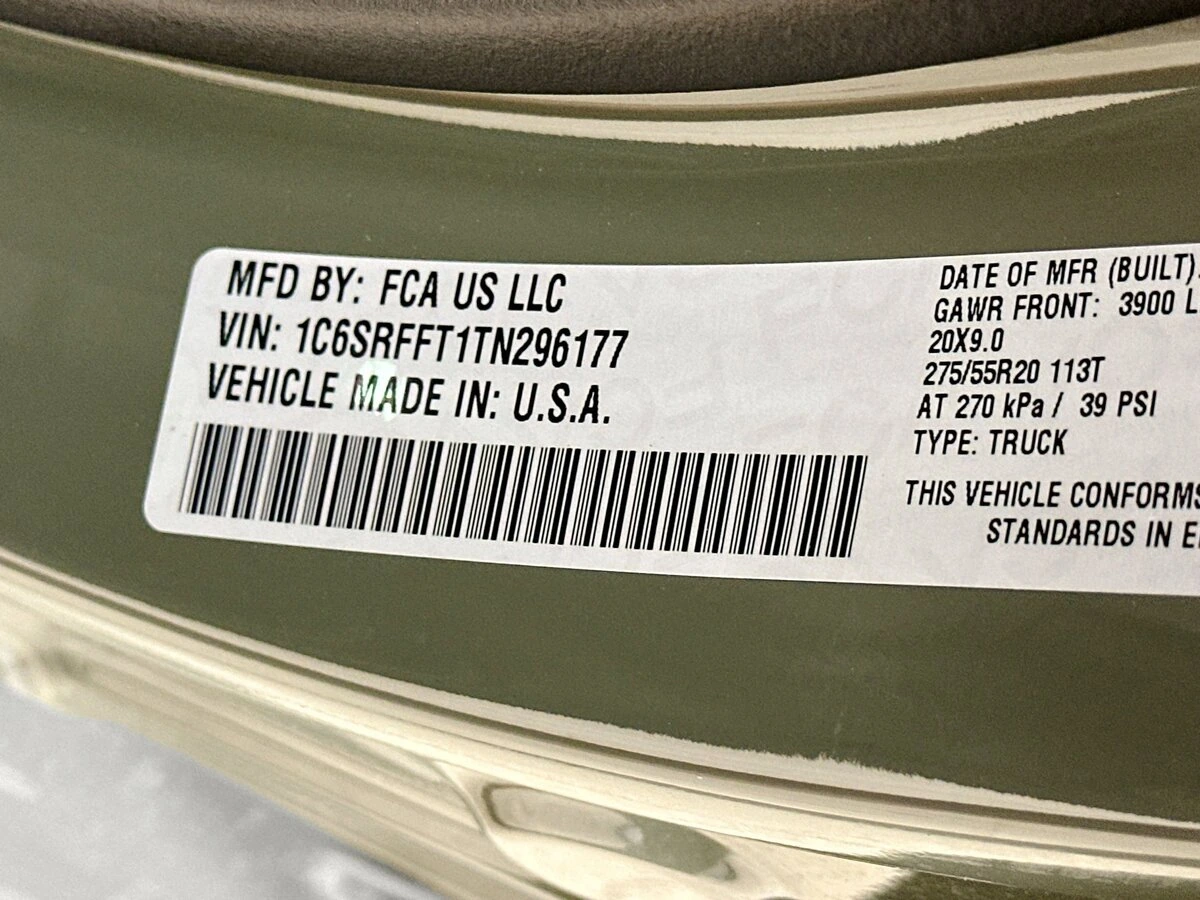 MFD BY: FCA US LLC
VIN: 1C6SRFFT1TN296177
VEHICLE MADE IN: U.S.A.
DATE OF MFR (BUILT):
GAWR FRONT: 3900 L
20X9.0
275/55R20 113T
AT 270 kPa / 39 PSI
TYPE: TRUCK
THIS VEHICLE CONFORMS
STANDARDS IN